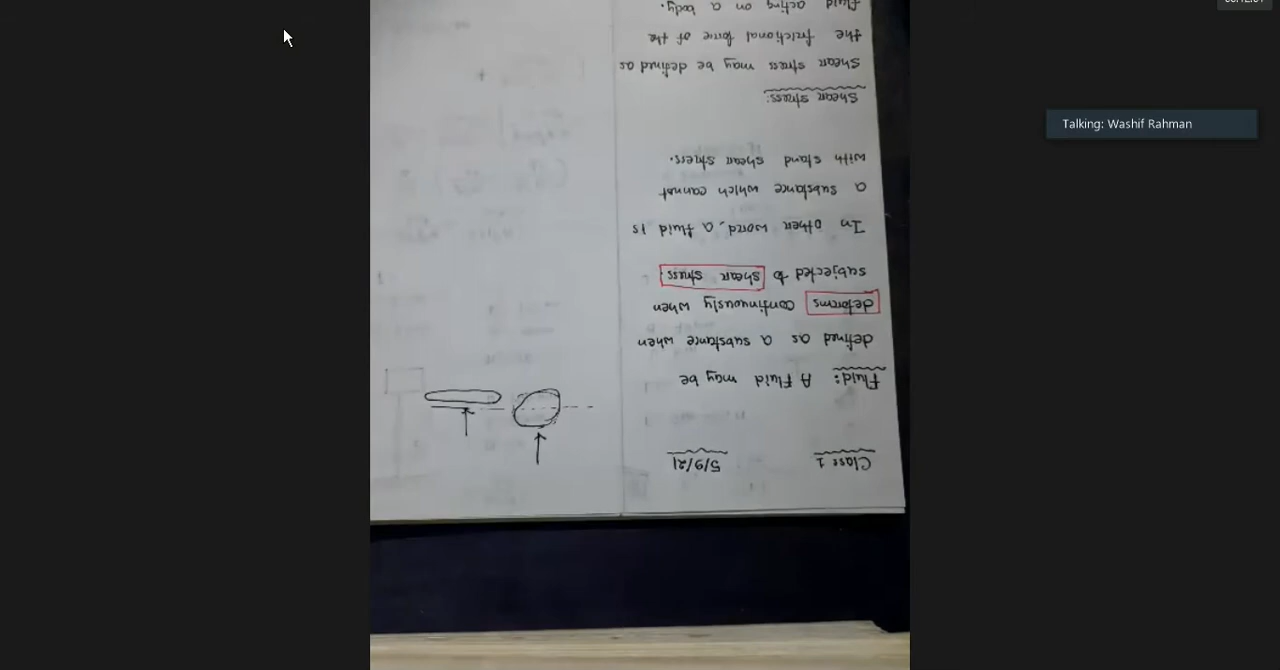 Class 1 5/9/21
Fluid: A Fluid may be
defined as a substance when
deforms continuously when
subjected to shear stress.
In other word, a fluid is
a substance which cannot
with stand shear stress.
Shear stress:
Shear stress may be defined as
the frictional force of the
fluid acting on a body.
Talking: Washif Rahman